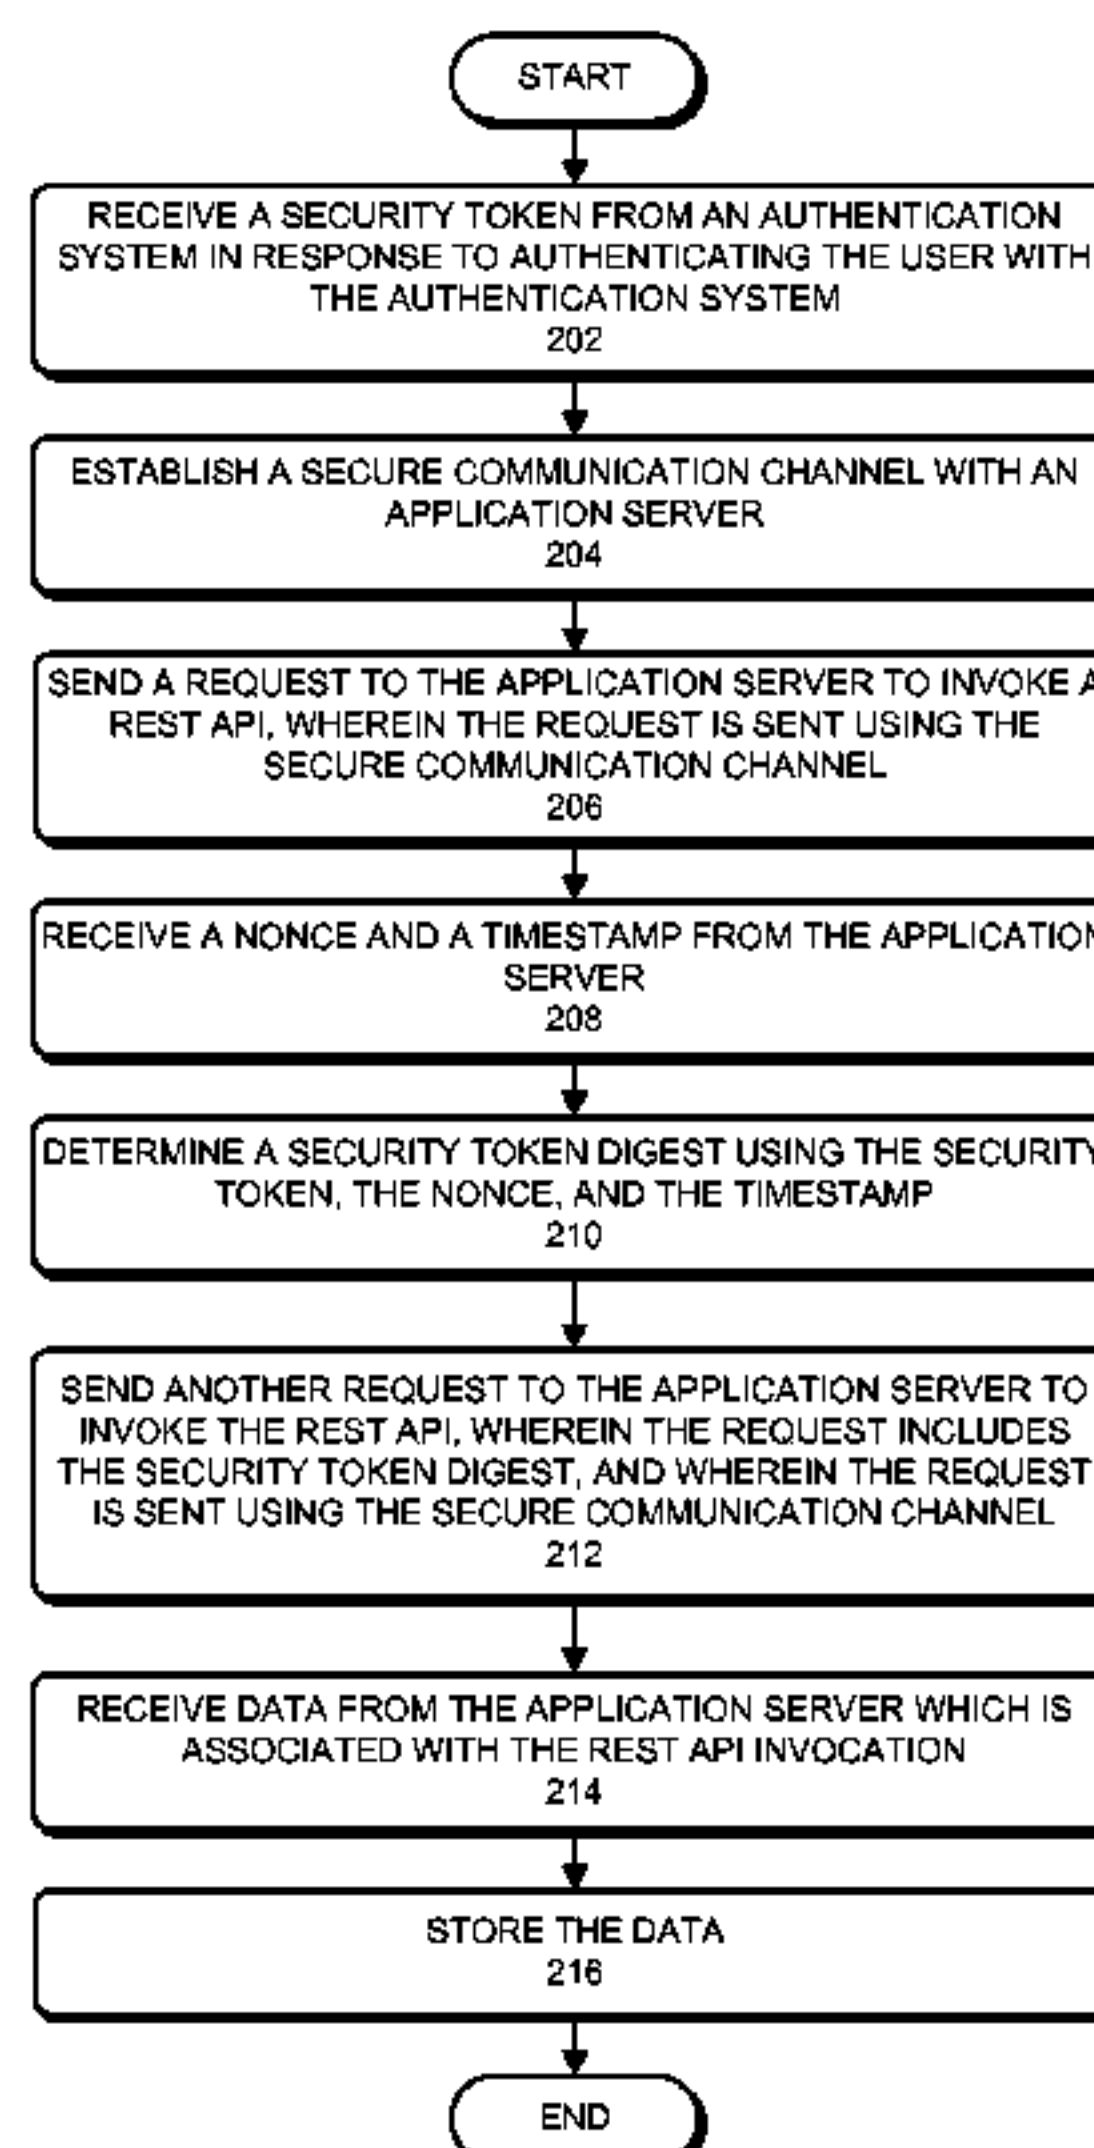 START
RECEIVE A SECURITY TOKEN FROM AN AUTHENTICATION
SYSTEM IN RESPONSE TO AUTHENTICATING THE USER WITH
THE AUTHENTICATION SYSTEM
202
ESTABLISH A SECURE COMMUNICATION CHANNEL WITH AN
APPLICATION SERVER
204
SEND A REQUEST TO THE APPLICATION SERVER TO INVOKE A
REST API, WHEREIN THE REQUEST IS SENT USING THE
SECURE COMMUNICATION CHANNEL
206
RECEIVE A NONCE AND A TIMESTAMP FROM THE APPLICATION
SERVER
208
DETERMINE A SECURITY TOKEN DIGEST USING THE SECURITY
TOKEN, THE NONCE, AND THE TIMESTAMP
210
SEND ANOTHER REQUEST TO THE APPLICATION SERVER TO
INVOKE THE REST API, WHEREIN THE REQUEST INCLUDES
THE SECURITY TOKEN DIGEST, AND WHEREIN THE REQUEST
IS SENT USING THE SECURE COMMUNICATION CHANNEL
212
RECEIVE DATA FROM THE APPLICATION SERVER WHICH IS
ASSOCIATED WITH THE REST API INVOCATION
214
STORE THE DATA
216
END